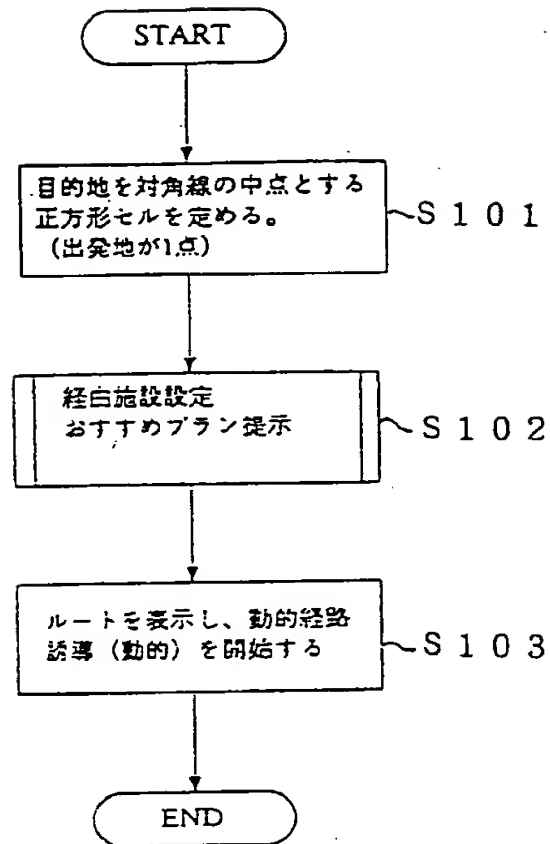 START
目的地を対角線の中点とする
正方形セルを定める。
(出発地が1点)
S101
経由施設設定
おすすめプラン提示
S102
ルートを表示し、動的経路
誘導(動的)を開始する
S103
END